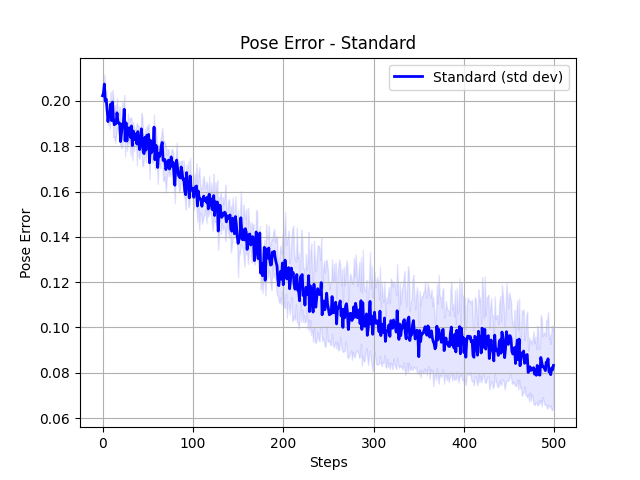 Pose Error - Standard
Standard (std dev)
Pose Error
0.20
0.18
0.16
0.14
0.12
0.10
0.08
0.06
0 100 200 300 400 500
Steps